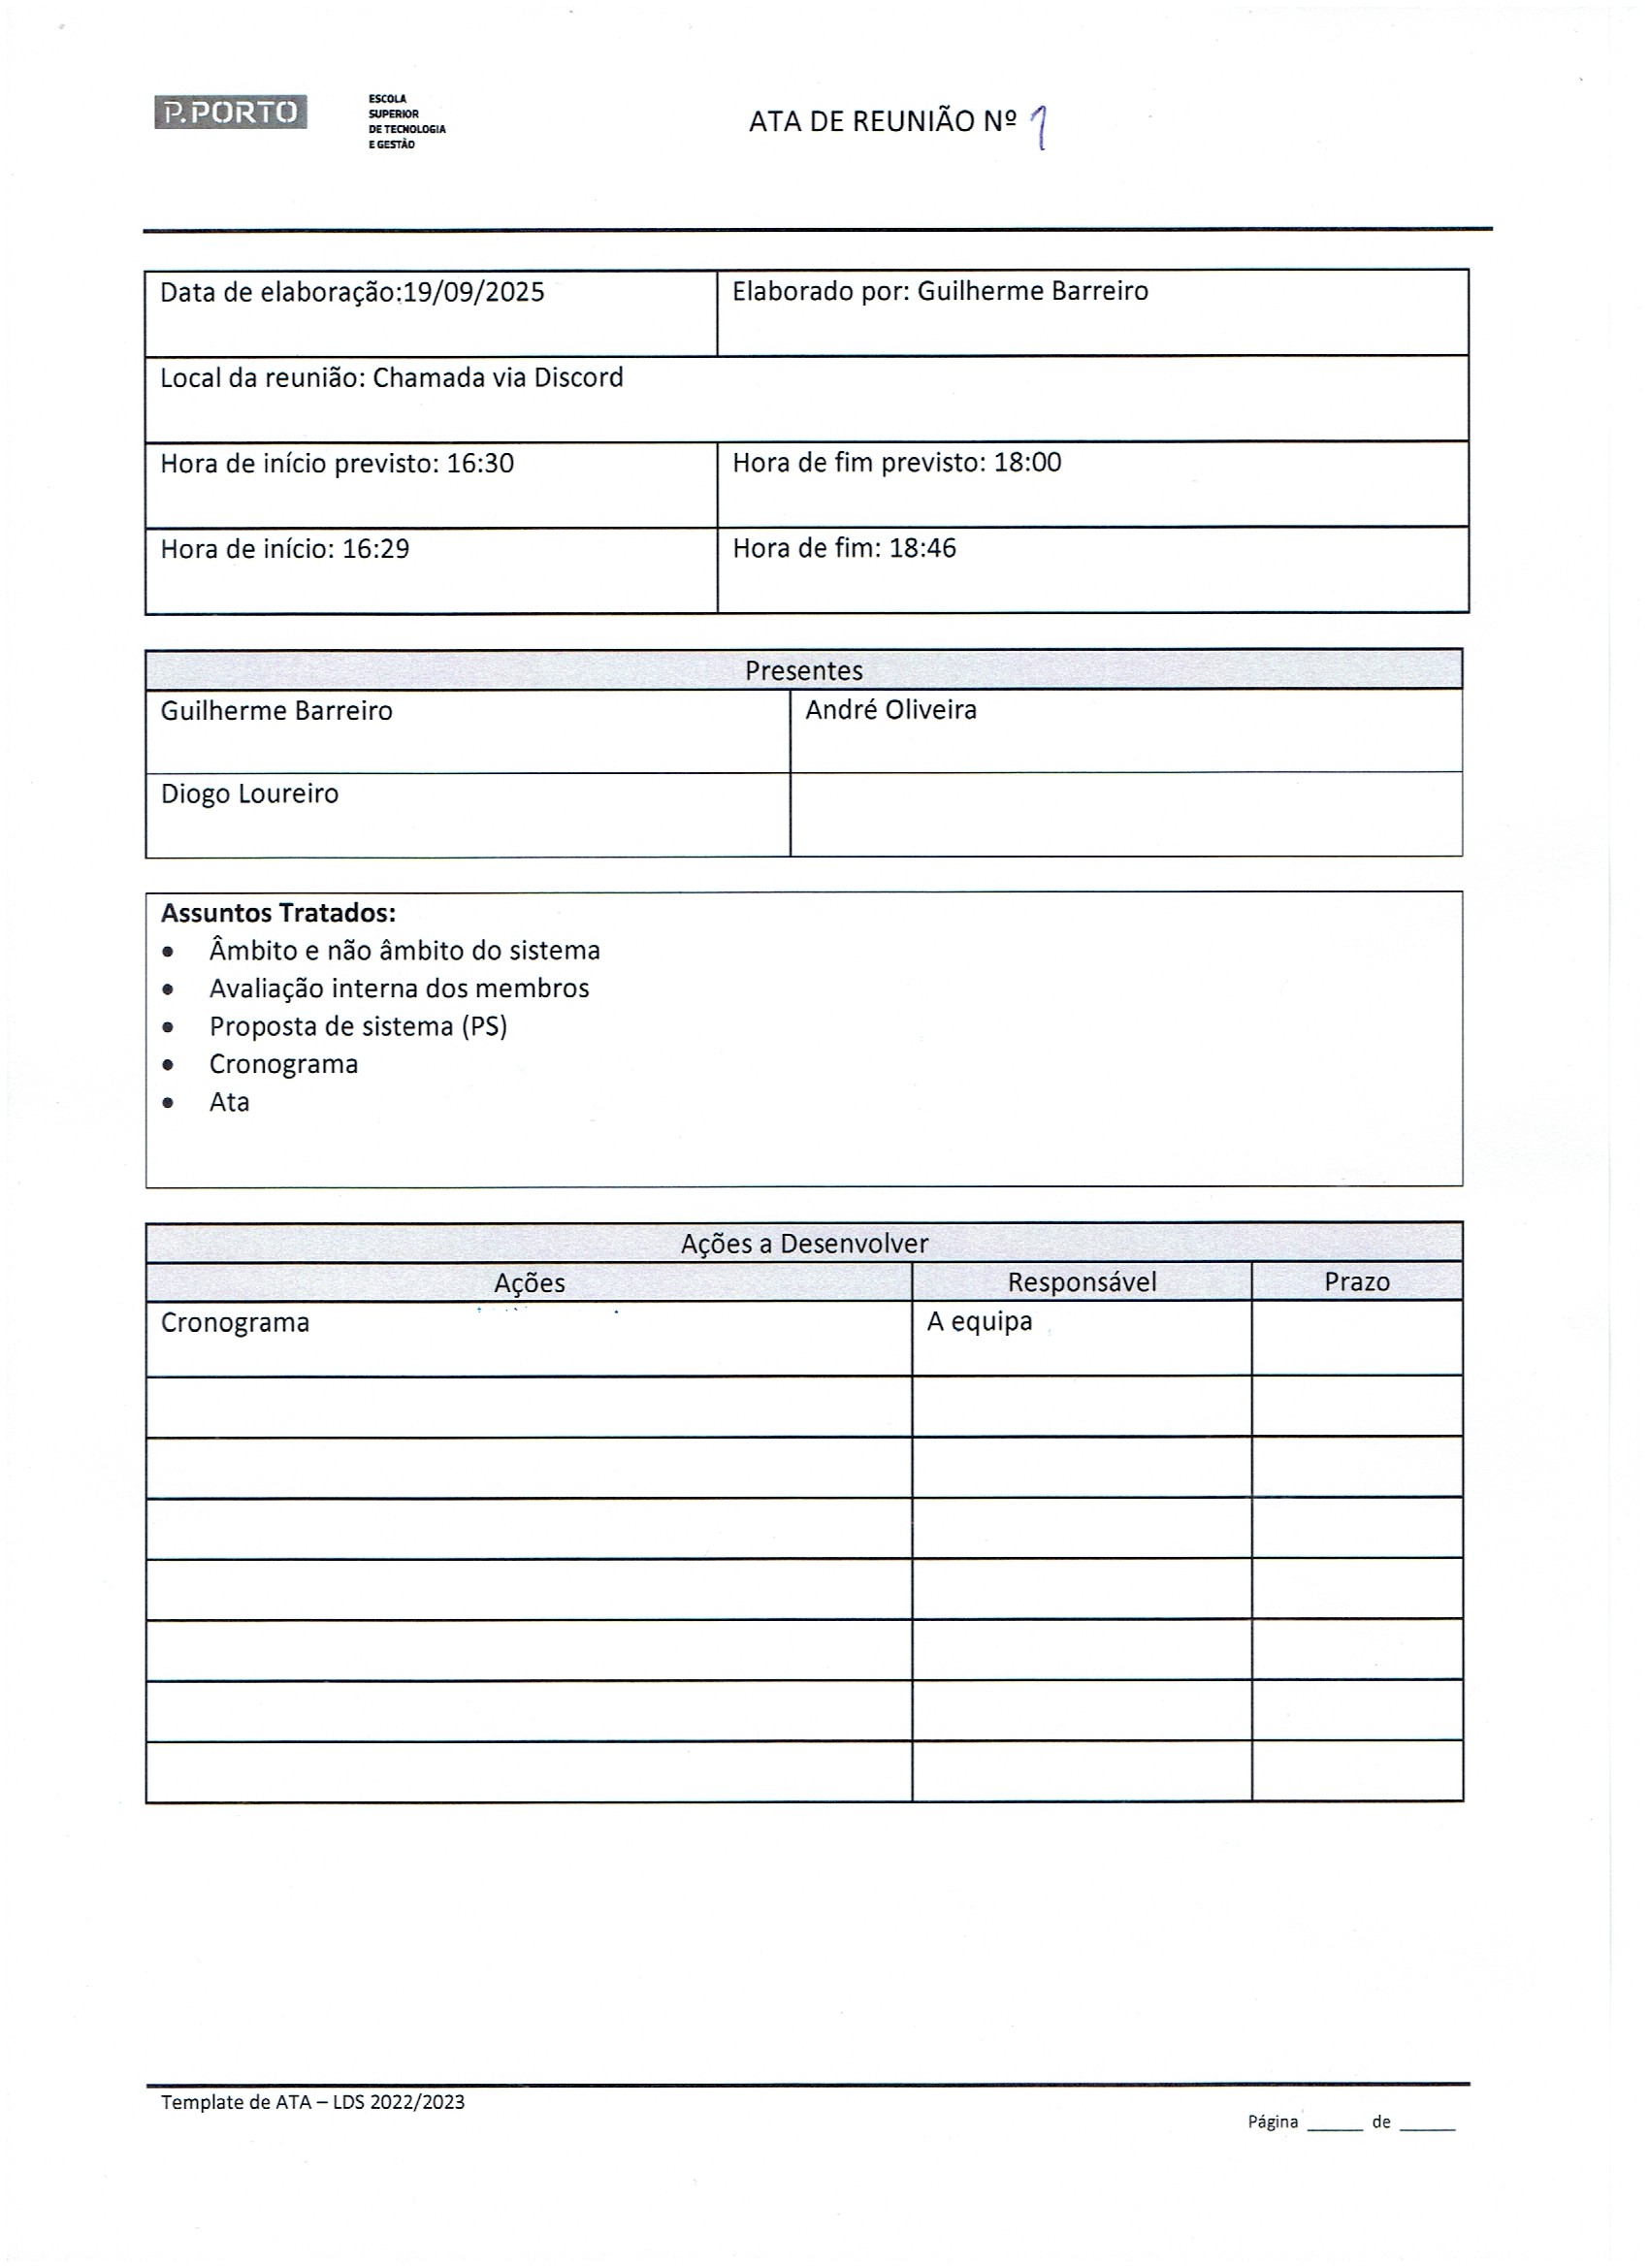 P.PORTO
ESCOLA
SUPERIOR
DE TECNOLOGIA
E GESTÃO
ATA DE REUNIÃO Nº 1
Data de elaboração:19/09/2025
Elaborado por: Guilherme Barreiro
Local da reunião: Chamada via Discord
Hora de início previsto: 16:30
Hora de fim previsto: 18:00
Hora de início: 16:29
Hora de fim: 18:46
Presentes
Guilherme Barreiro
André Oliveira
Diogo Loureiro
Assuntos Tratados:
• Âmbito e não âmbito do sistema
• Avaliação interna dos membros
• Proposta de sistema (PS)
• Cronograma
• Ata
Ações a Desenvolver
Ações
Responsável
Prazo
Cronograma
A equipa
Template de ATA – LDS 2022/2023
Página ______ de ______